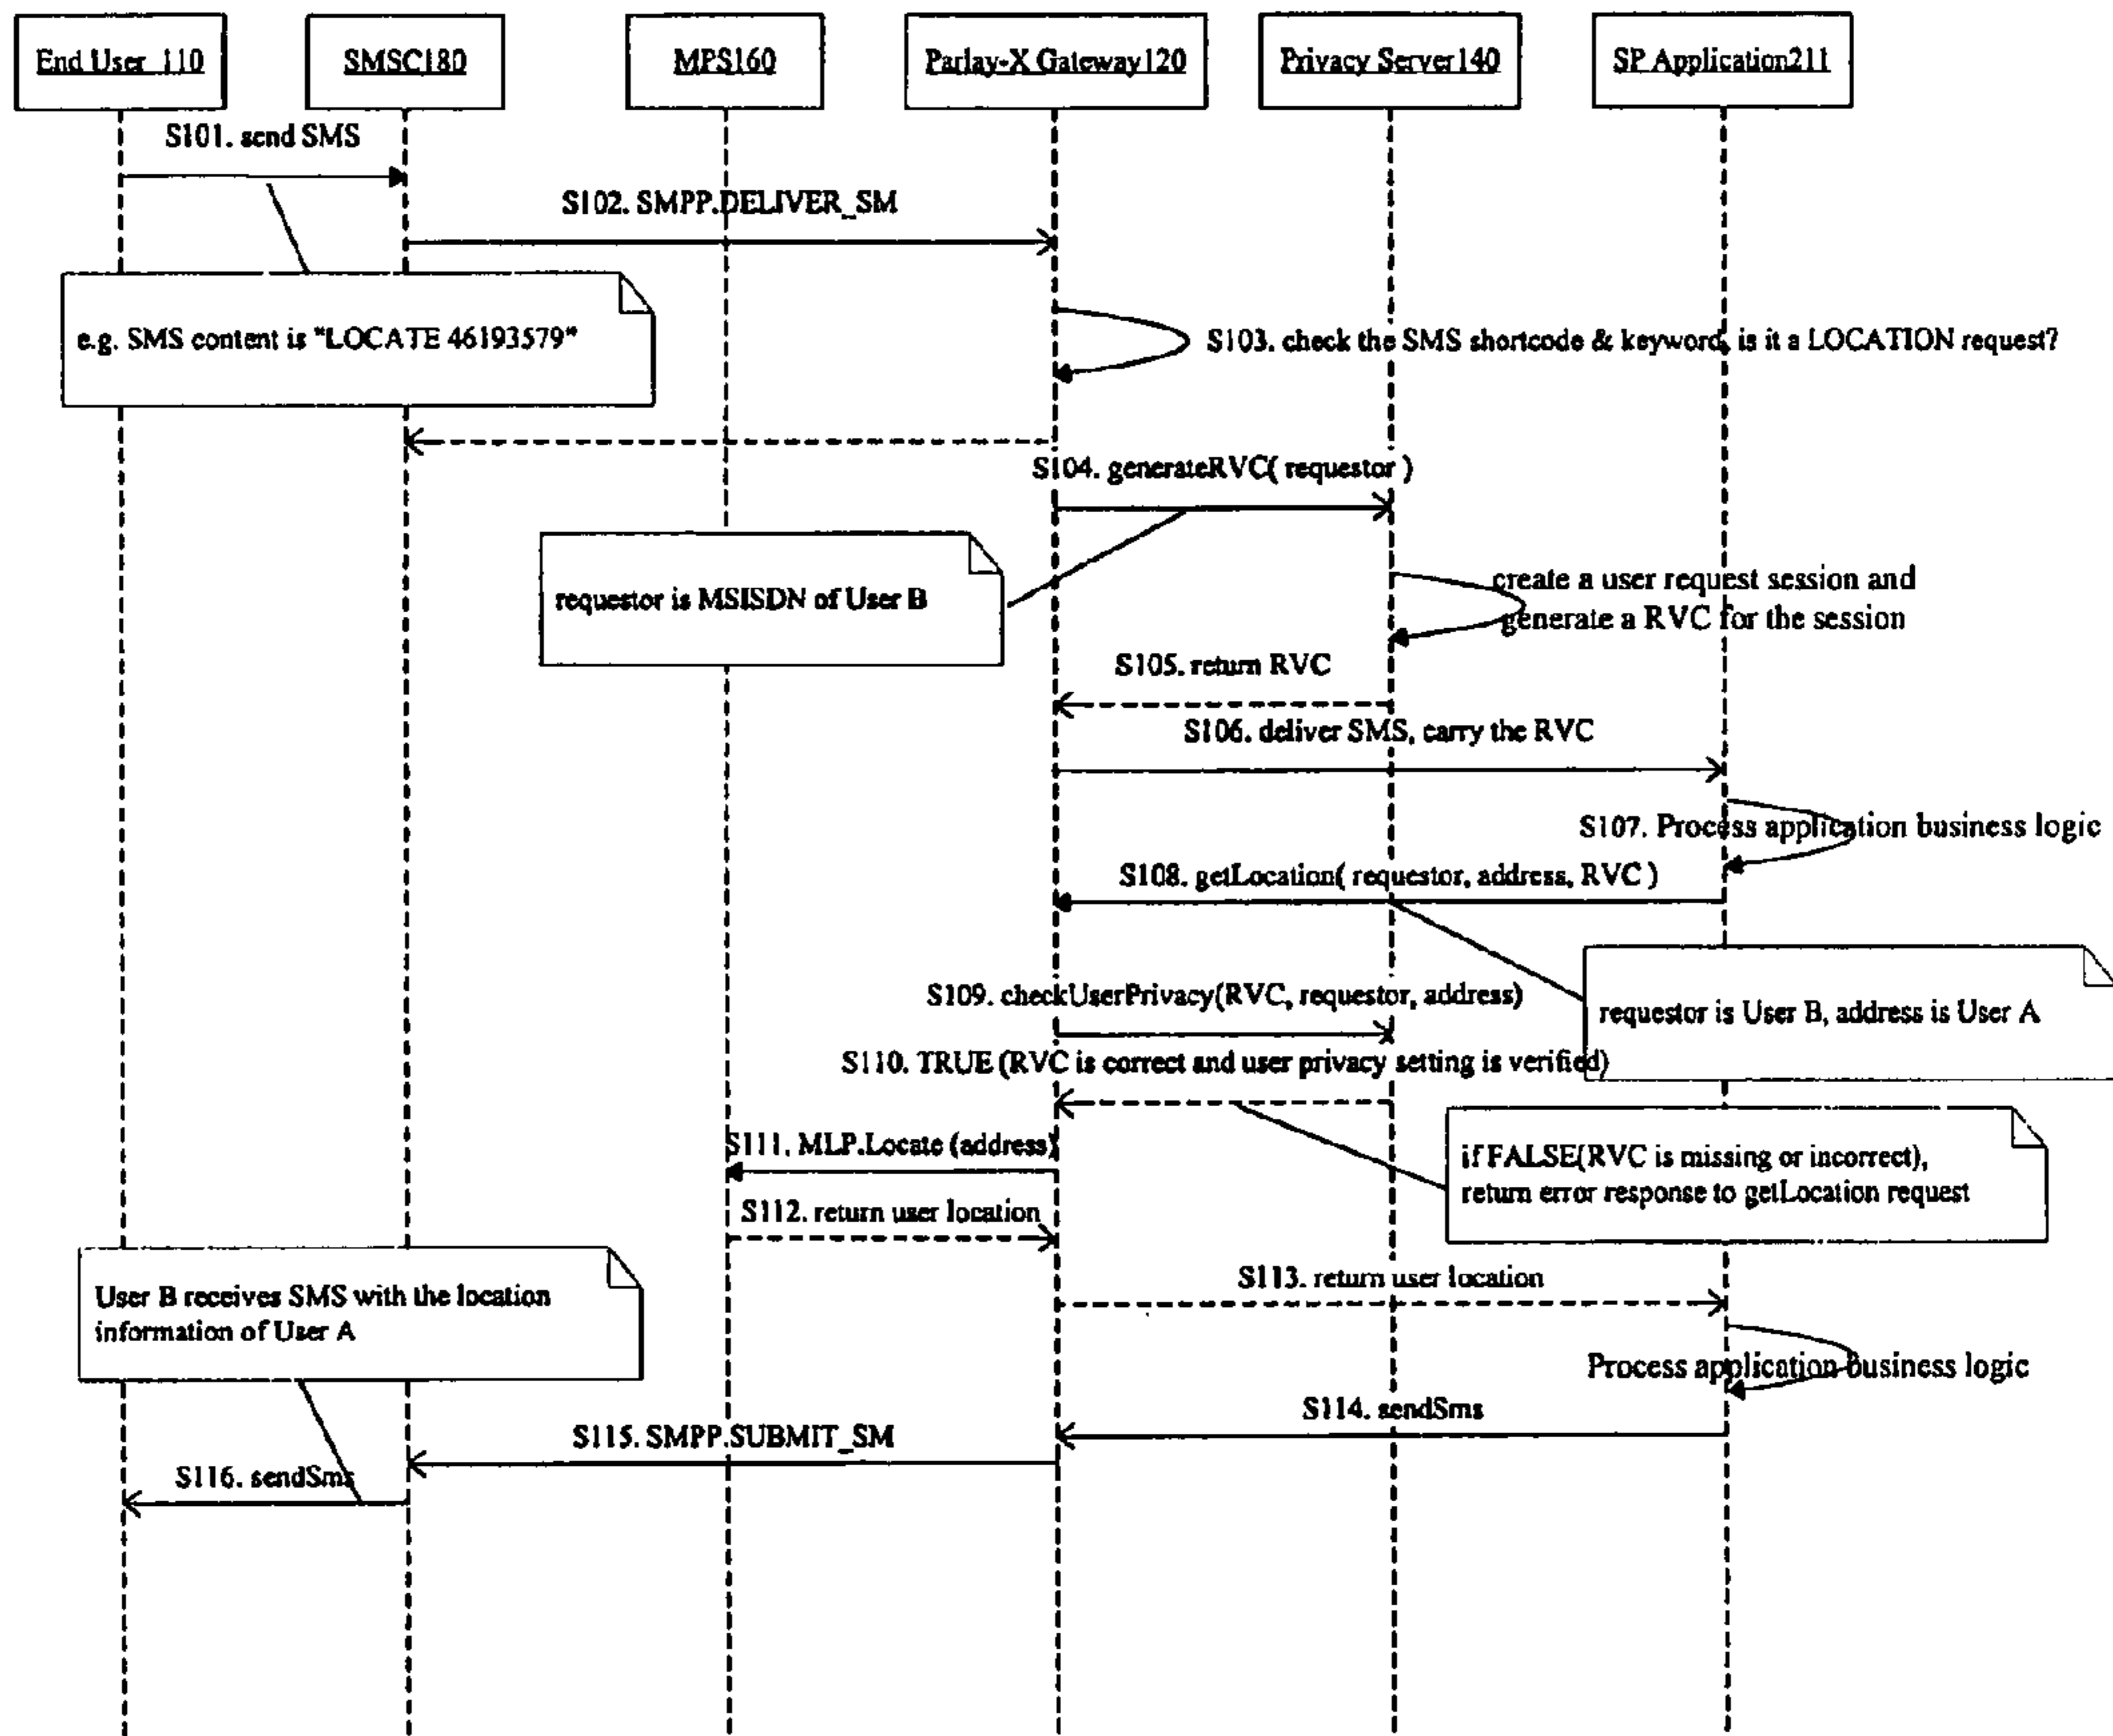 End User 110
SMSC180
MPS160
Parlay-X Gateway120
Privacy Server140
SP Application211
S101. send SMS
S102. SMPP.DELIVER_SM
e.g. SMS content is "LOCATE 46193579"
S103. check the SMS shortcode & keyword, is it a LOCATION request?
S104. generateRVC( requestor )
requestor is MSISDN of User B
create a user request session and
generate a RVC for the session
S105. return RVC
S106. deliver SMS, carry the RVC
S107. Process application business logic
S108. getLocation( requestor, address, RVC )
S109. checkUserPrivacy(RVC, requestor, address)
requestor is User B, address is User A
S110. TRUE (RVC is correct and user privacy setting is verified)
S111. MLP.Locate (address)
if FALSE(RVC is missing or incorrect),
return error response to getLocation request
S112. return user location
S113. return user location
User B receives SMS with the location
information of User A
Process application business logic
S114. sendSms
S115. SMPP.SUBMIT_SM
S116. sendSms